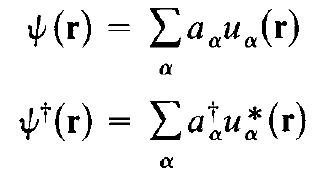 ψ(r) = ∑_α a_α u_α(r)
ψ†(r) = ∑_α a†_α u*_α(r)